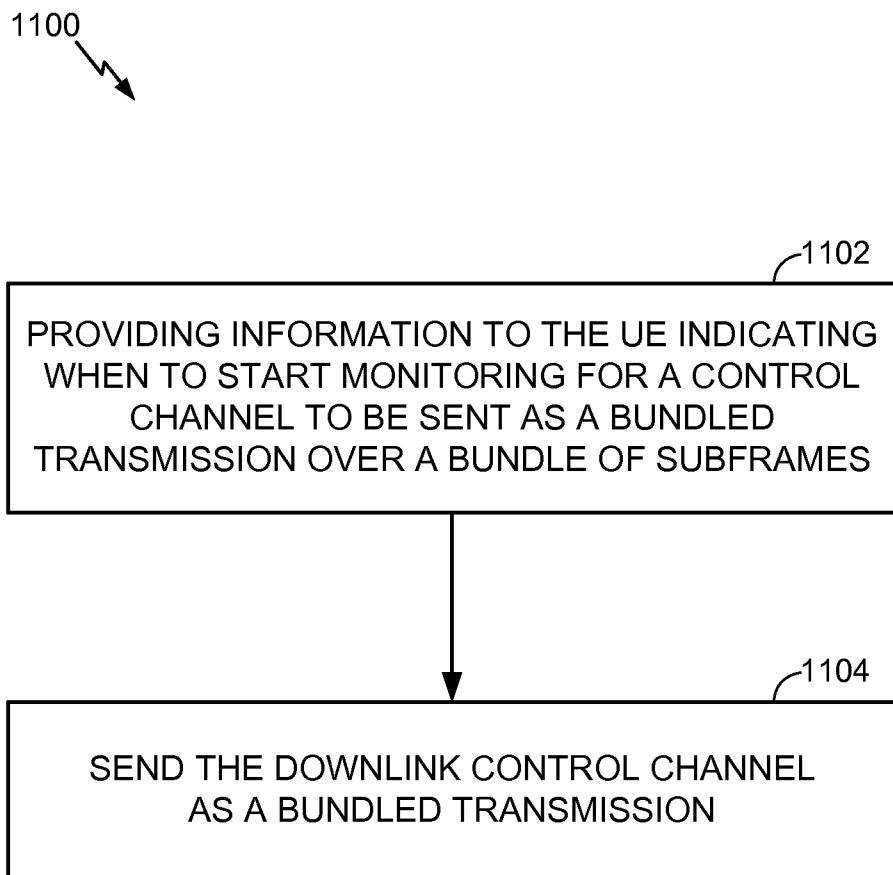 1100
1102
PROVIDING INFORMATION TO THE UE INDICATING
WHEN TO START MONITORING FOR A CONTROL
CHANNEL TO BE SENT AS A BUNDLED
TRANSMISSION OVER A BUNDLE OF SUBFRAMES
1104
SEND THE DOWNLINK CONTROL CHANNEL
AS A BUNDLED TRANSMISSION